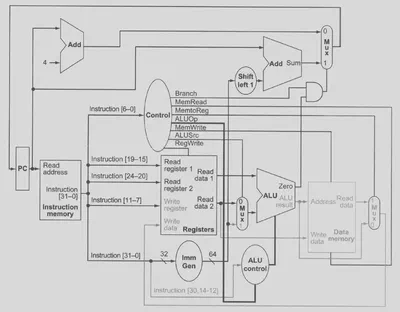 Add
4
Add Sum
Shift
left 1
0
M
u
x
1
Branch
MemRead
MemtoReg
ALUOp
MemWrite
ALUSrc
RegWrite
Instruction [6–0]
Control
PC
Read
address
Instruction
[31–0]
Instruction
memory
Instruction [19–15]
Instruction [24–20]
Instruction [11–7]
Read
register 1
Read
register 2
Write
register
Write
data
Read
data 1
Read
data 2
Registers
0
M
u
x
1
Zero
ALU ALU
result
Address
Read
data
Write
data
Data
memory
1
M
u
x
0
Instruction [31–0]
32
Imm
Gen
64
ALU
control
Instruction [30,14-12]